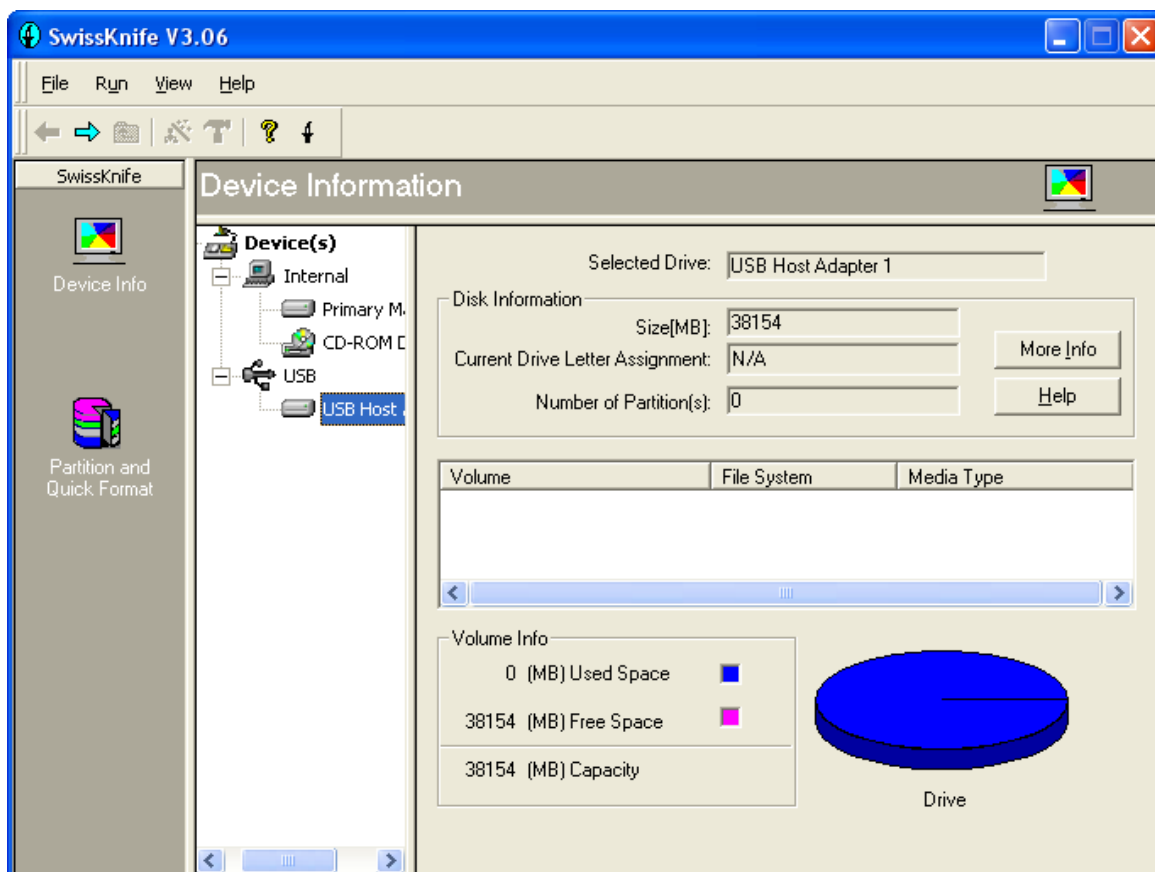 SwissKnife V3.06
File Run View Help
SwissKnife
Device Info
Partition and
Quick Format
Device Information
Device(s)
Internal
Primary M
CD-ROM D
USB
USB Host
Selected Drive: USB Host Adapter 1
Disk Information
Size[MB]: 38154
Current Drive Letter Assignment: N/A
Number of Partition(s): 0
More Info
Help
Volume File System Media Type
Volume Info
0 (MB) Used Space
38154 (MB) Free Space
38154 (MB) Capacity
Drive